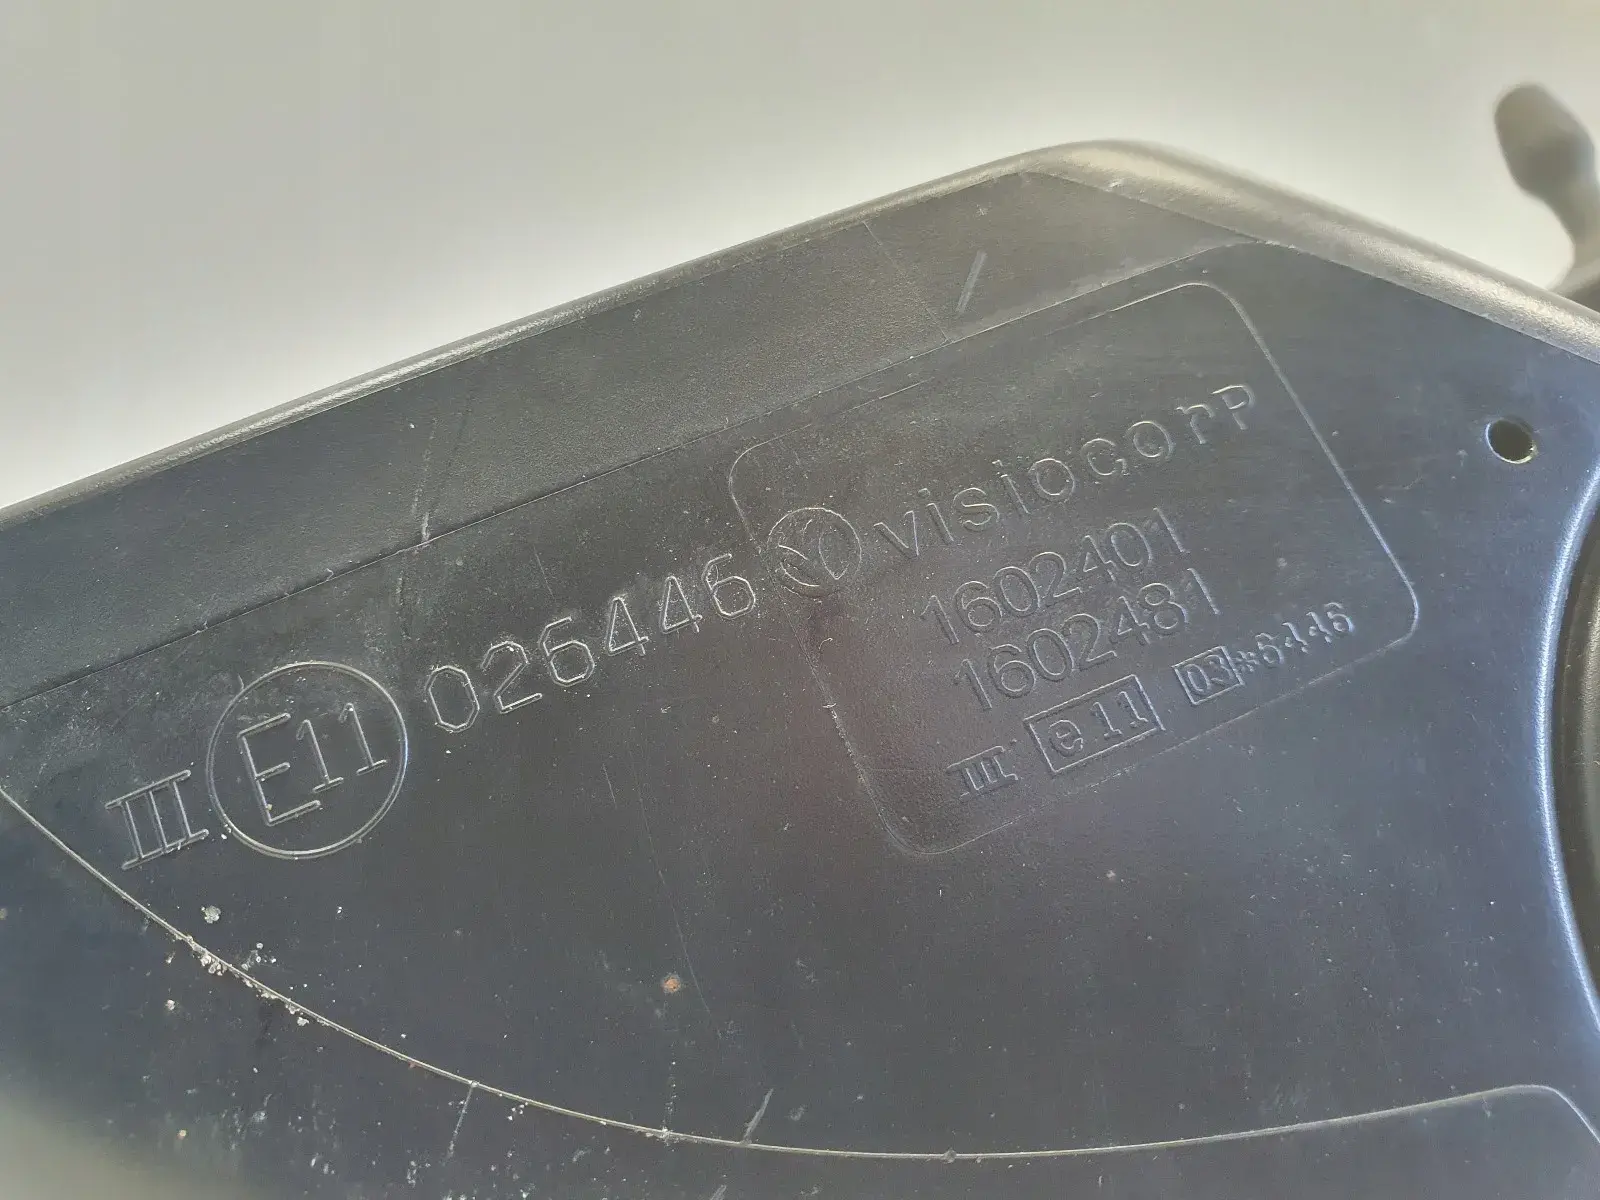 III E11 026446
visiocorp
1602401
1602481
III e11 03*6446